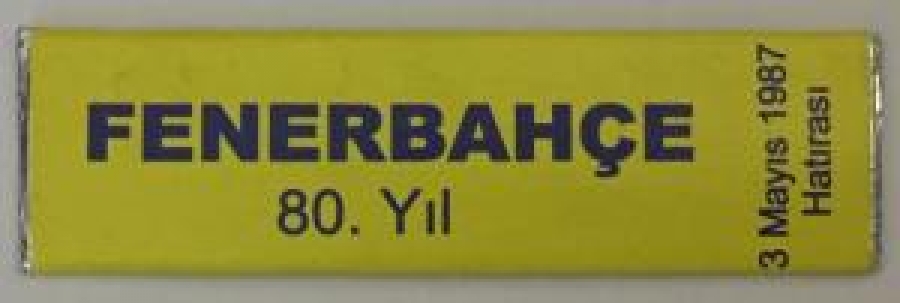 FENERBAHÇE
80. Yıl
3 Mayıs 1987
Hatırası